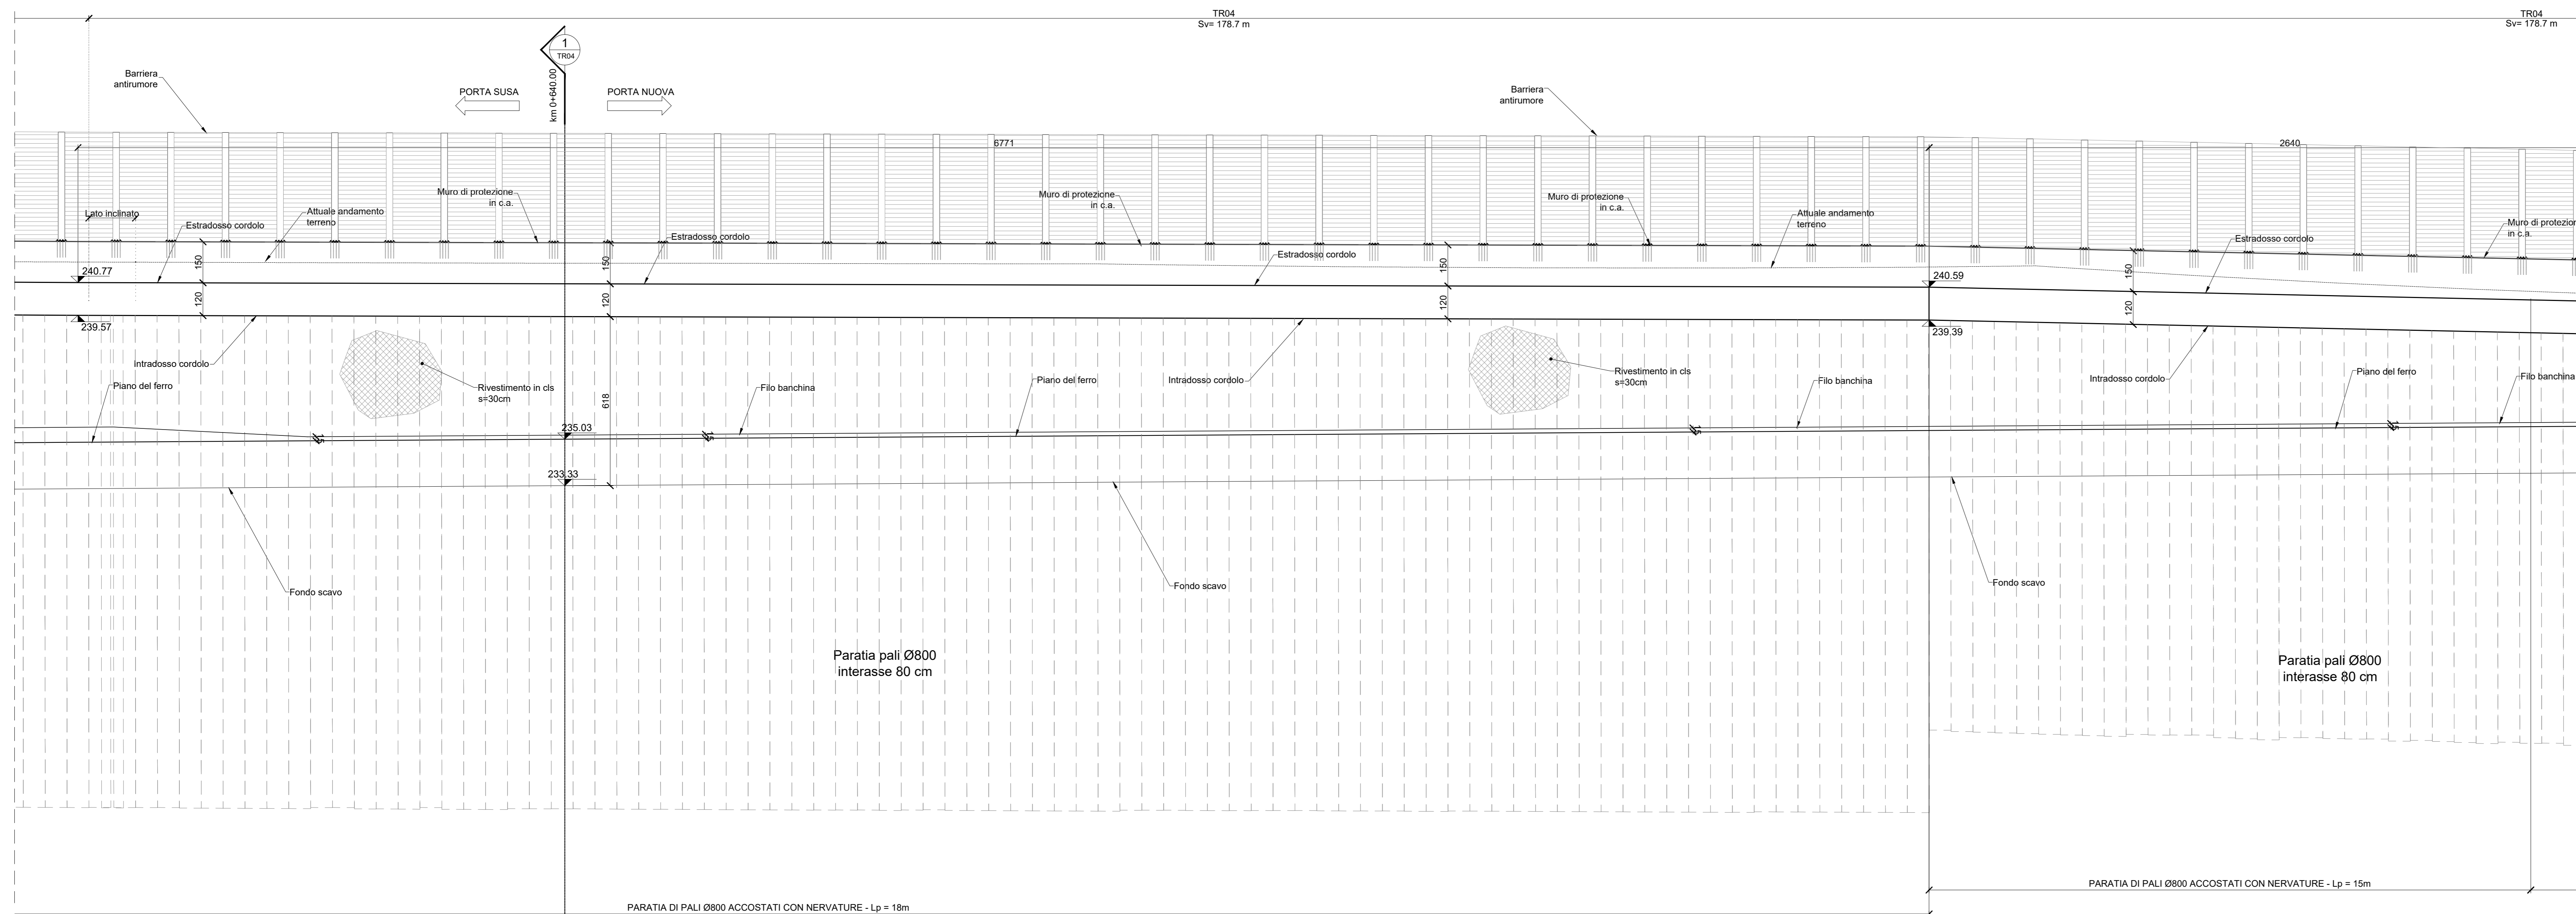 TR04
Sv= 178.7 m
TR04
Sv= 178.7 m
1
TR04
km 0+640.00
PORTA SUSA
PORTA NUOVA
Barriera
antirumore
Barriera
antirumore
6771
2640
Lato inclinato
Estradosso cordolo
Attuale andamento
terreno
Muro di protezione
in c.a.
Estradosso cordolo
Muro di protezione
in c.a.
Estradosso cordolo
Muro di protezione
in c.a.
Attuale andamento
terreno
Estradosso cordolo
Muro di protezion
in c.a.
150
150
150
150
240.77
240.59
120
120
120
120
239.57
239.39
intradosso cordolo
Piano del ferro
Rivestimento in cls
s=30cm
618
Filo banchina
Piano del ferro
Intradosso cordolo
Rivestimento in cls
s=30cm
Filo banchina
Intradosso cordolo
Piano del ferro
Filo banchina
15
235.03
15
15
15
233.33
Fondo scavo
Fondo scavo
Fondo scavo
Paratia pali Ø800
interasse 80 cm
Paratia pali Ø800
interasse 80 cm
PARATIA DI PALI Ø800 ACCOSTATI CON NERVATURE - Lp = 15m
PARATIA DI PALI Ø800 ACCOSTATI CON NERVATURE - Lp = 18m